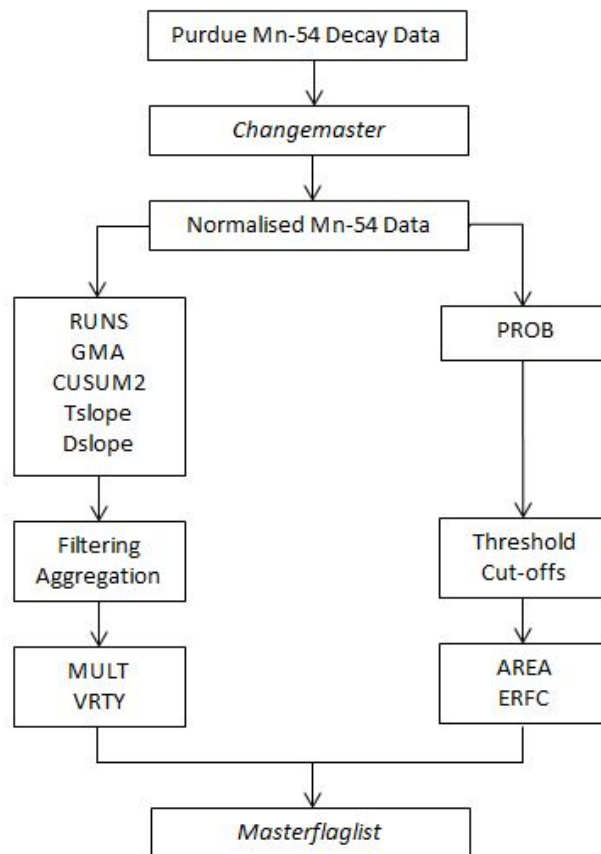 Purdue Mn-54 Decay Data
Changemaster
Normalised Mn-54 Data
RUNS
GMA
CUSUM2
Tslope
Dslope
PROB
Filtering
Aggregation
Threshold
Cut-offs
MULT
VRTY
AREA
ERFC
Masterflaglist